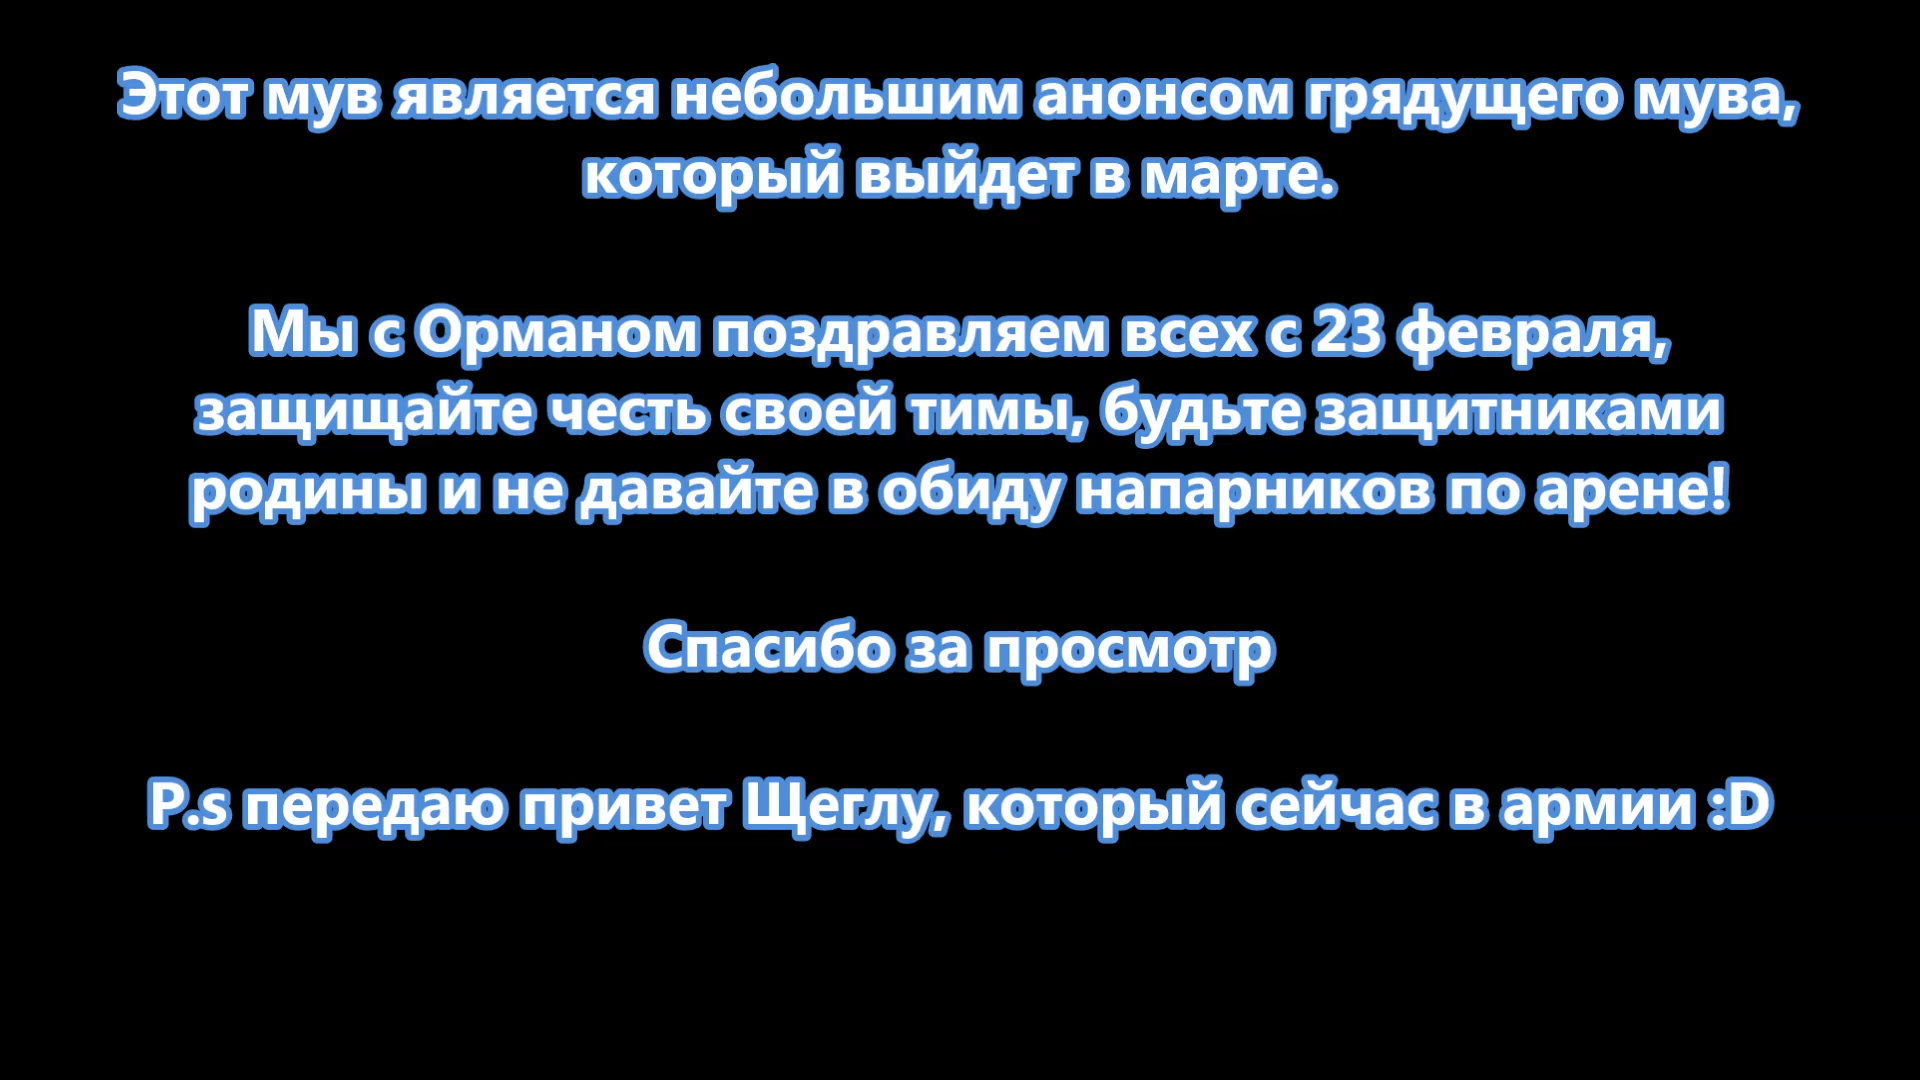 Этот мув является небольшим анонсом грядущего мува,
который выйдет в марте.
Мы с Орманом поздравляем всех с 23 февраля,
защищайте честь своей тимы, будьте защитниками
родины и не давайте в обиду напарников по арене!
Спасибо за просмотр
P.s передаю привет Щеглу, который сейчас в армии :D